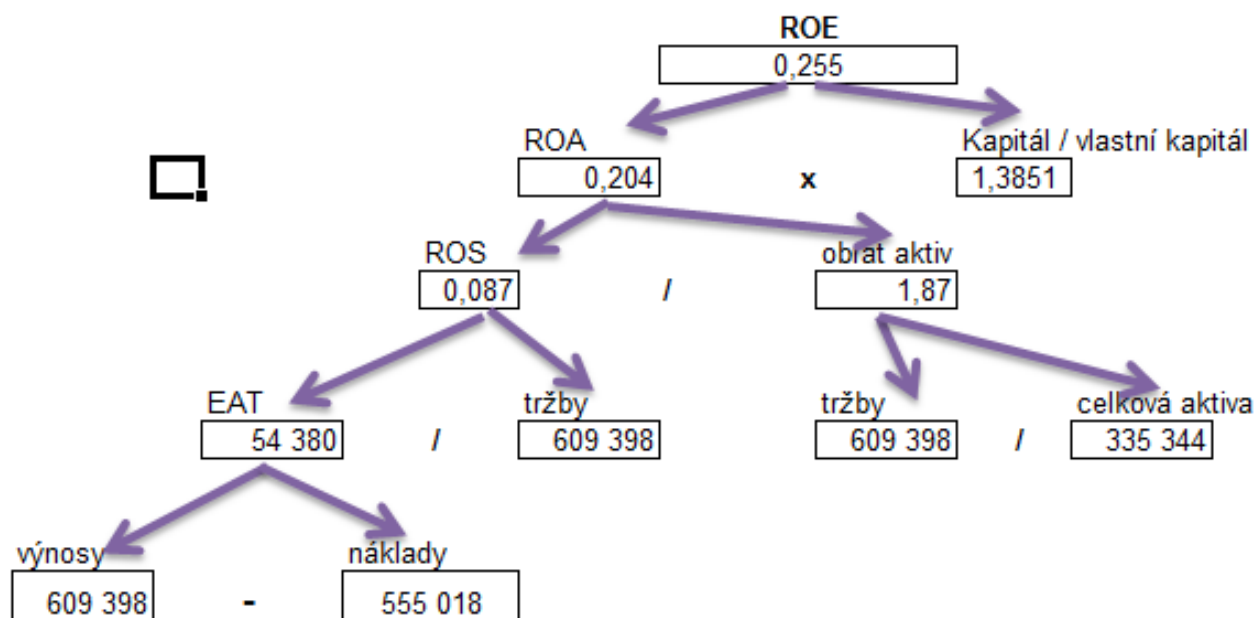 ROE
0,255
ROA
Kapitál / vlastní kapitál
0,204 x 1,3851
ROS
obrat aktiv
0,087 / 1,87
EAT
tržby
tržby
celková aktiva
54 380 / 609 398
609 398 / 335 344
výnosy
náklady
609 398 - 555 018